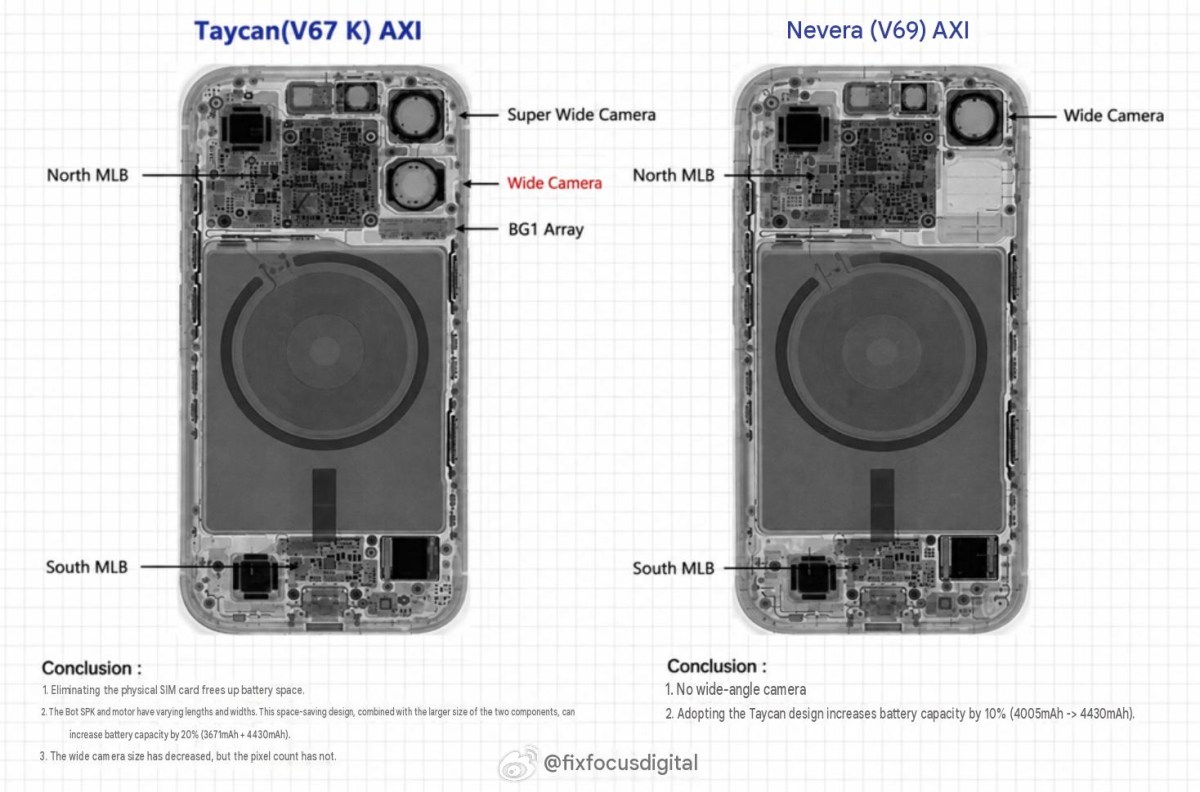 Taycan(V67 K) AXI
Nevera (V69) AXI
Super Wide Camera
Wide Camera
North MLB
Wide Camera
North MLB
BG1 Array
South MLB
South MLB
Conclusion :
1. Eliminating the physical SIM card frees up battery space.
2. The Bot SPK and motor have varying lengths and widths. This space-saving design, combined with the larger size of the two components, can
increase battery capacity by 20% (3671mAh + 4430mAh).
3. The wide camera size has decreased, but the pixel count has not.
Conclusion :
1. No wide-angle camera
2. Adopting the Taycan design increases battery capacity by 10% (4005mAh -> 4430mAh).
@fixfocusdigital